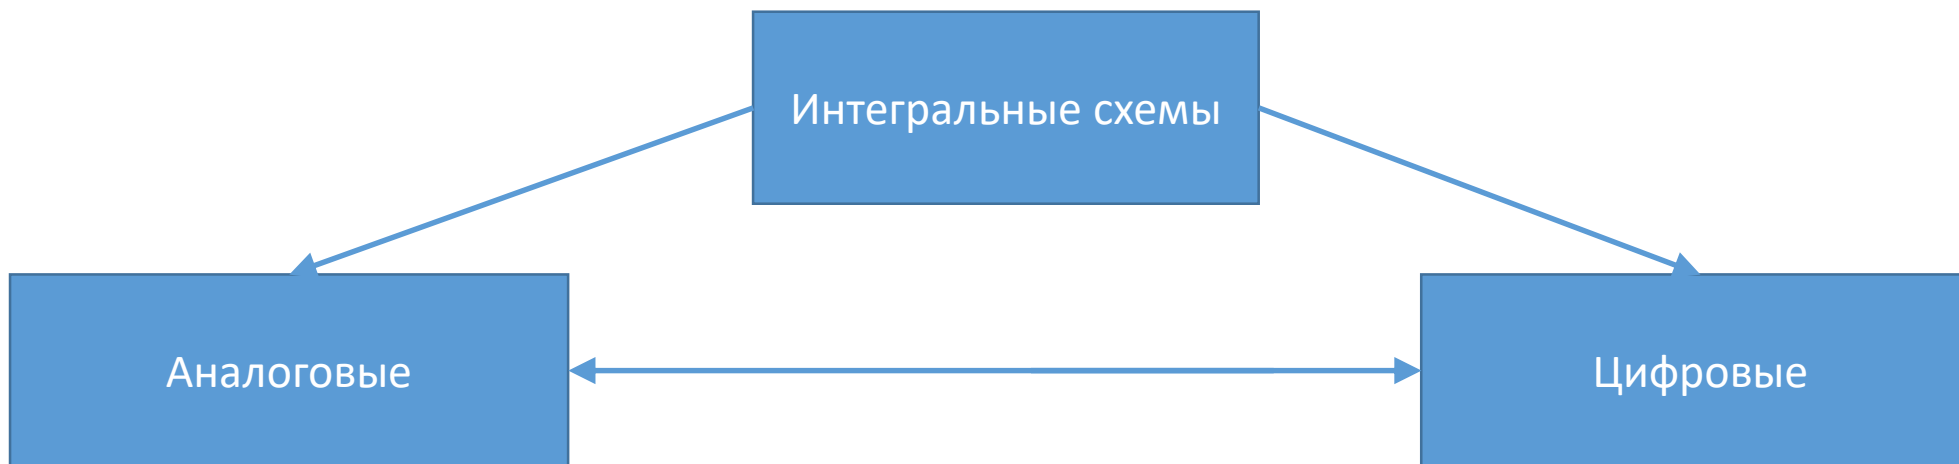 Интегральные схемы
Аналоговые
Цифровые